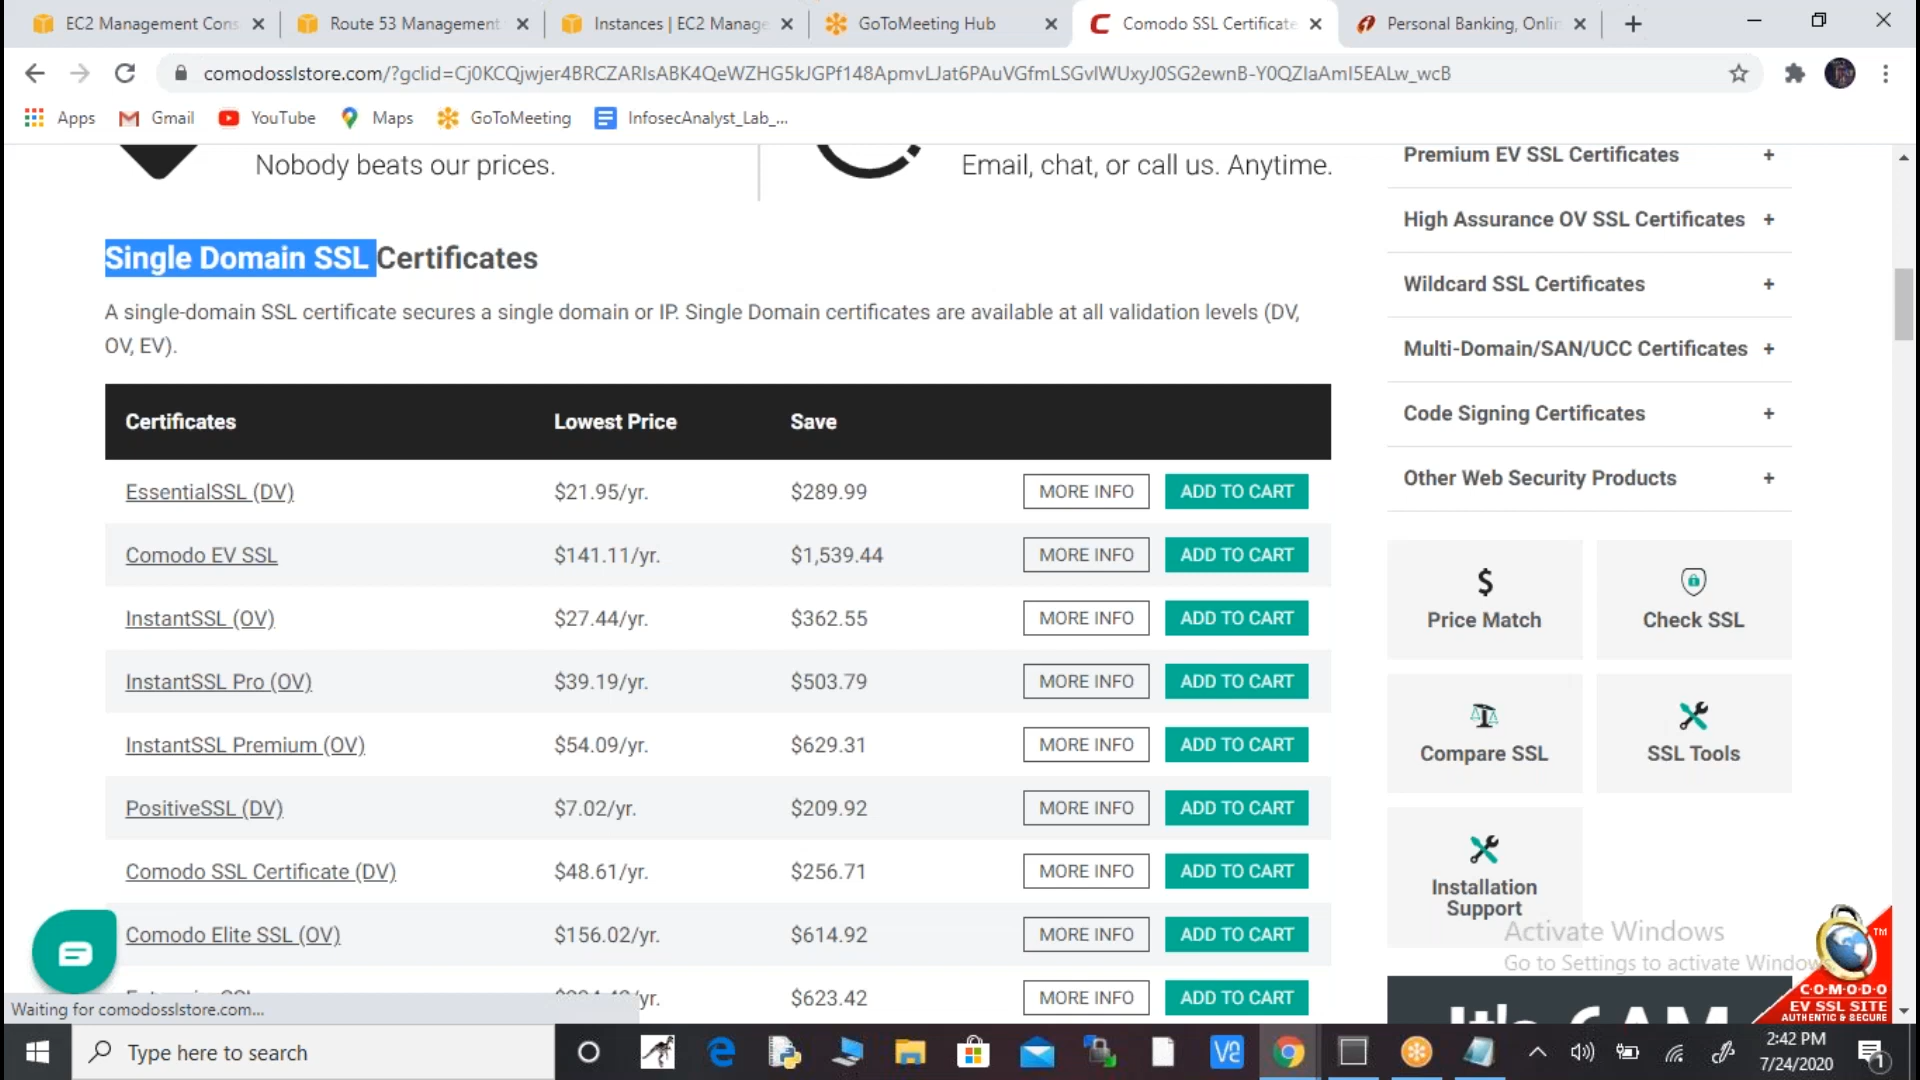 EC2 Management Cons
Route 53 Management
Instances | EC2 Manage
GoToMeeting Hub
Comodo SSL Certificate
Personal Banking, Onlin
comodosslstore.com/?gclid=Cj0KCQjwjer4BRCZARIsABK4QeWZHG5kJGPf148ApmvLJat6PAuVGfmLSGvlWUxyJ0SG2ewnB-Y0QZIaAmI5EALw_wcB
Apps
Gmail
YouTube
Maps
GoToMeeting
InfosecAnalyst_Lab_...
Nobody beats our prices.
Email, chat, or call us. Anytime.
Single Domain SSL Certificates
A single-domain SSL certificate secures a single domain or IP. Single Domain certificates are available at all validation levels (DV,
OV, EV).
Certificates Lowest Price Save
EssentialSSL (DV) $21.95/yr. $289.99 MORE INFO ADD TO CART
Comodo EV SSL $141.11/yr. $1,539.44 MORE INFO ADD TO CART
InstantSSL (OV) $27.44/yr. $362.55 MORE INFO ADD TO CART
InstantSSL Pro (OV) $39.19/yr. $503.79 MORE INFO ADD TO CART
InstantSSL Premium (OV) $54.09/yr. $629.31 MORE INFO ADD TO CART
PositiveSSL (DV) $7.02/yr. $209.92 MORE INFO ADD TO CART
Comodo SSL Certificate (DV) $48.61/yr. $256.71 MORE INFO ADD TO CART
Comodo Elite SSL (OV) $156.02/yr. $614.92 MORE INFO ADD TO CART
/yr. $623.42 MORE INFO ADD TO CART
Premium EV SSL Certificates +
High Assurance OV SSL Certificates +
Wildcard SSL Certificates +
Multi-Domain/SAN/UCC Certificates +
Code Signing Certificates +
Other Web Security Products +
$
Price Match
Check SSL
Compare SSL
SSL Tools
Installation
Support
Activate Windows
Go to Settings to activate Windows
It's
TM
C·O·M·O·D·O
EV SSL SITE
AUTHENTIC & SECURE
Waiting for comodosslstore.com...
Type here to search
2:42 PM
7/24/2020
1